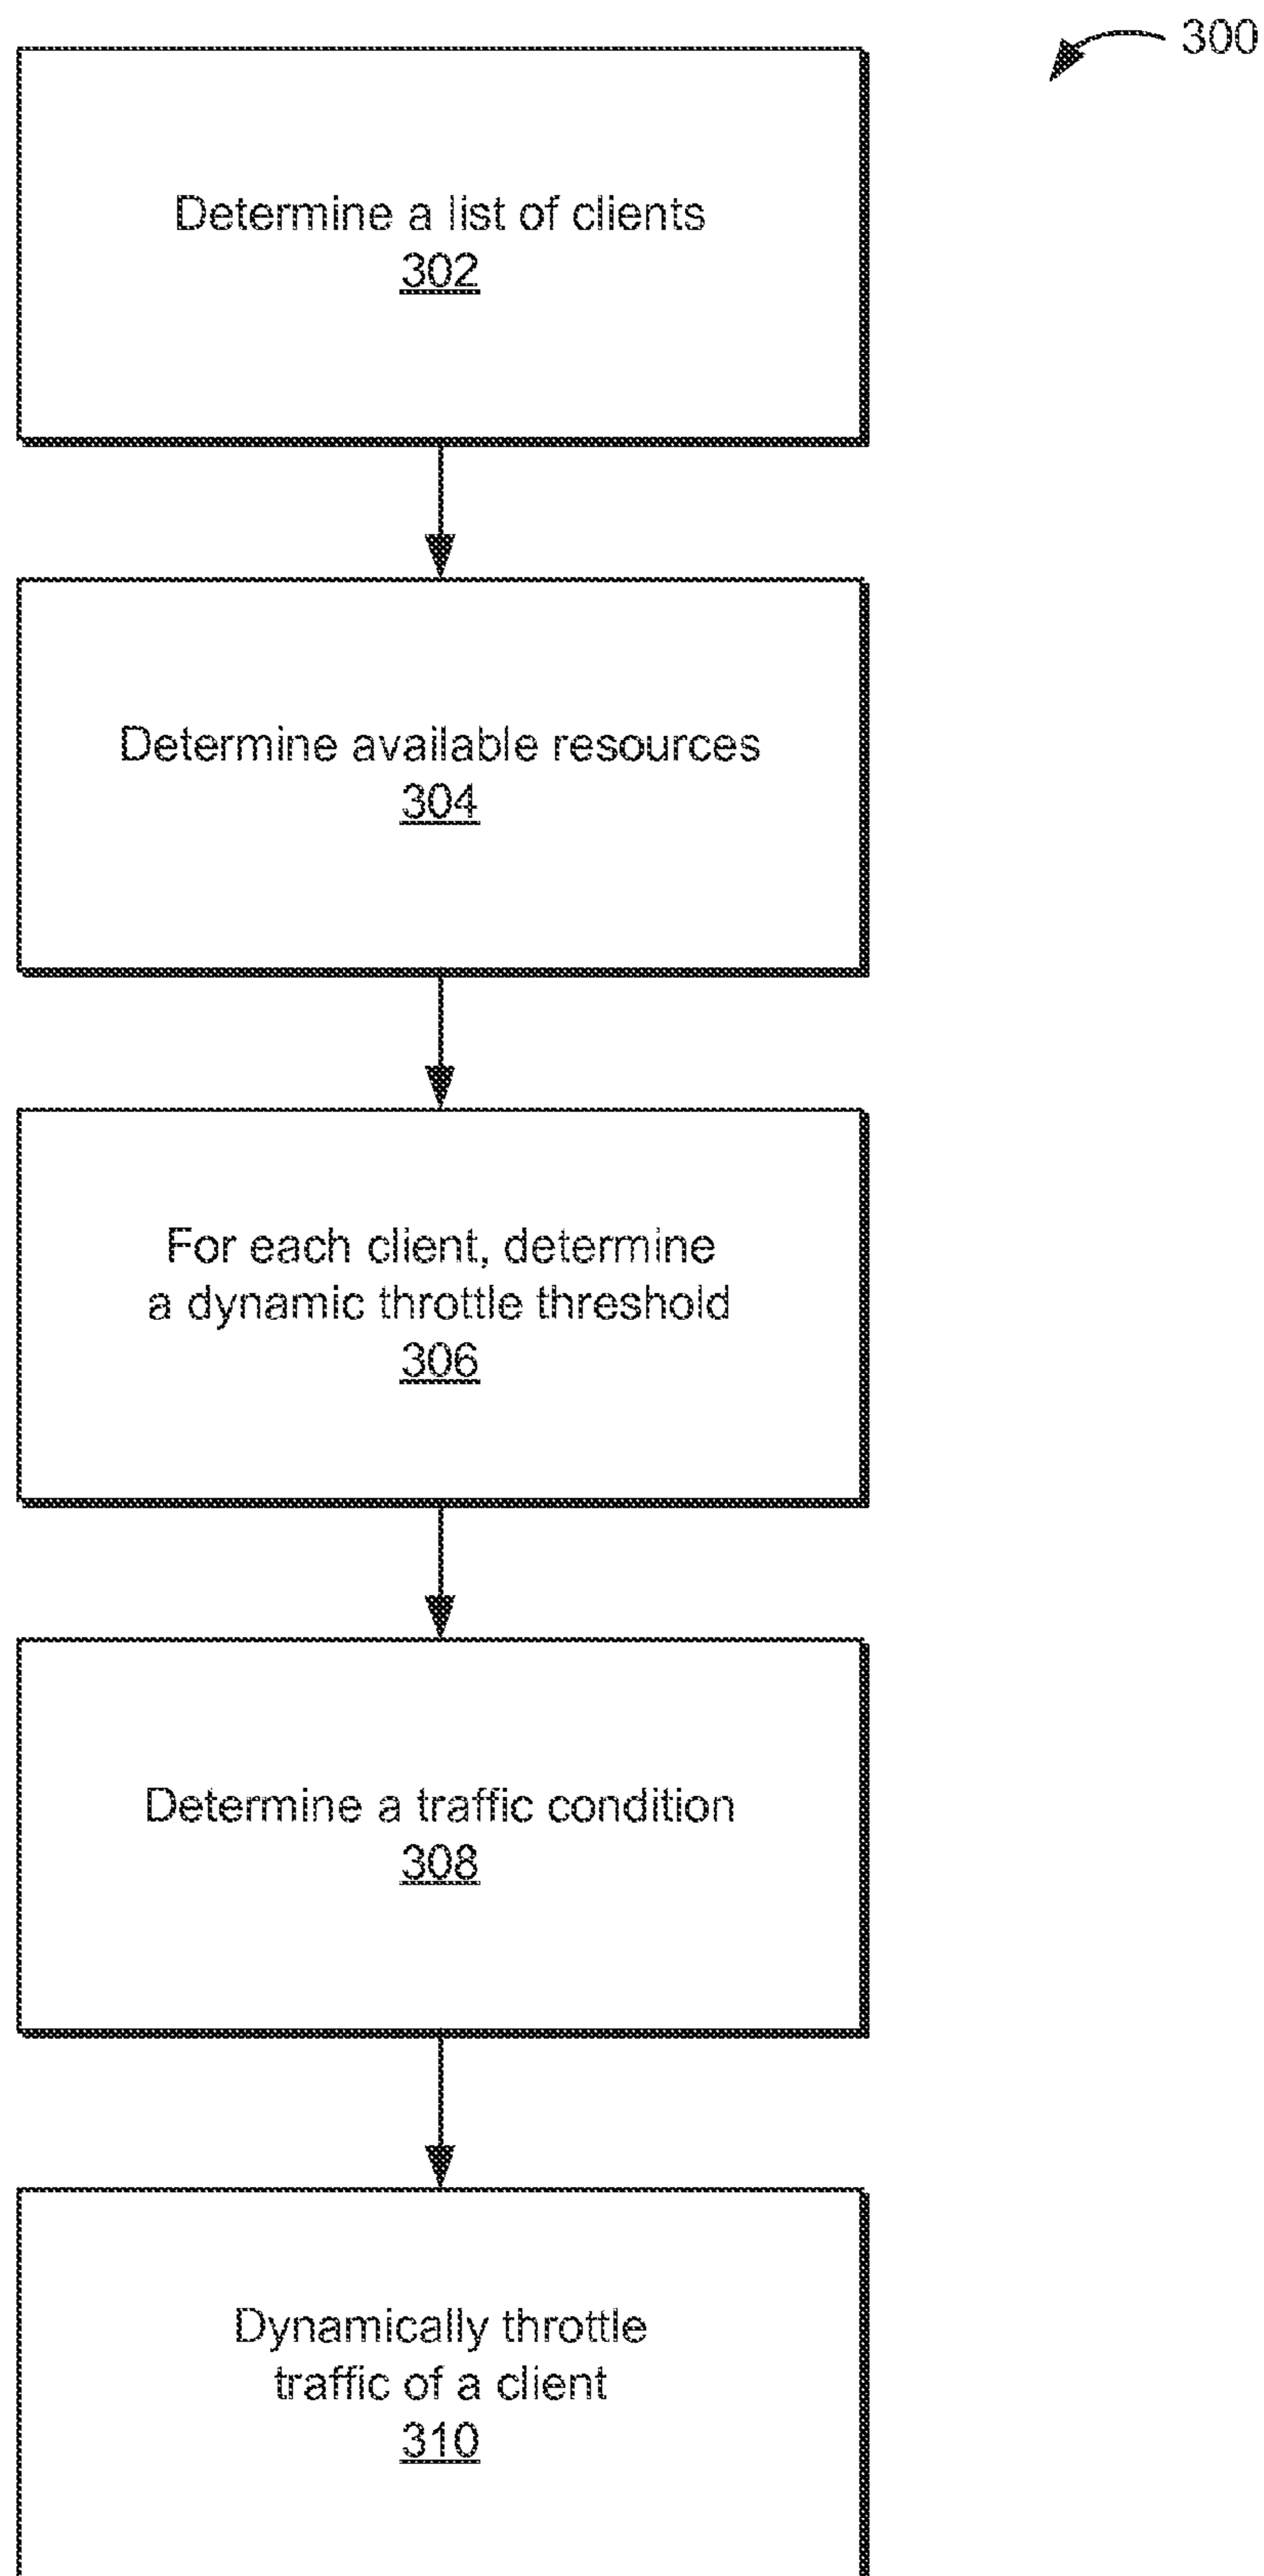 300
Determine a list of clients
302
Determine available resources
304
For each client, determine
a dynamic throttle threshold
306
Determine a traffic condition
308
Dynamically throttle
traffic of a client
310